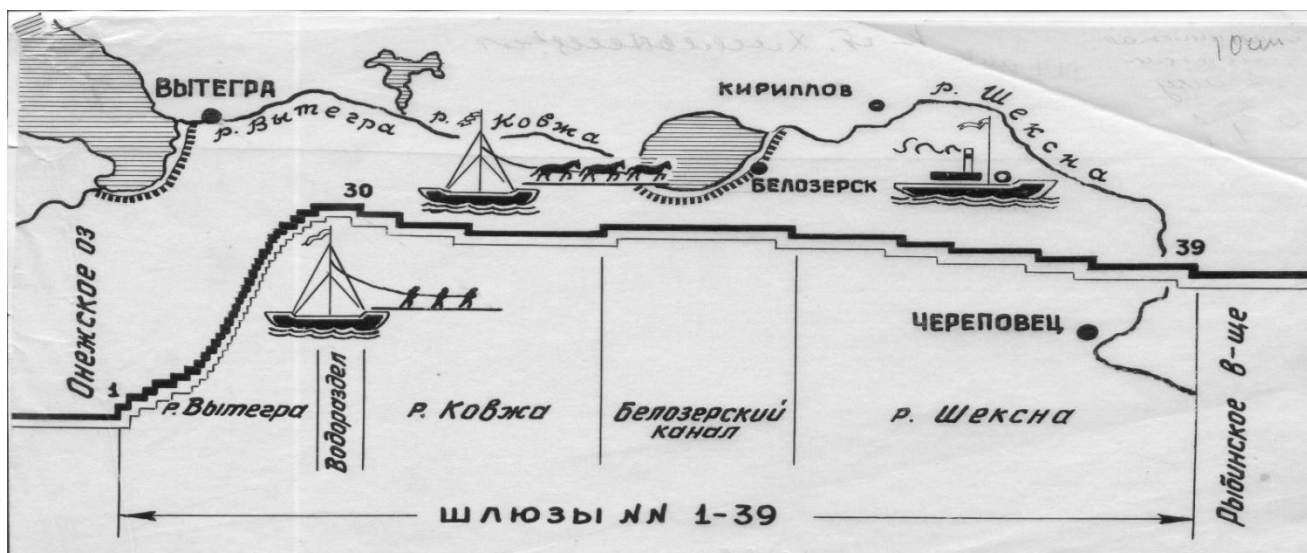 ВЫТЕГРА
р. Вытегра
р. Ковжа
КИРИЛЛОВ
р. Шексна
БЕЛОЗЕРСК
30
39
ЧЕРЕПОВЕЦ
Онежское оз
1
р. Вытегра
Водораздел
р. Ковжа
Белозерский
канал
р. Шексна
Рыбинское в-ще
ШЛЮЗЫ NN 1-39